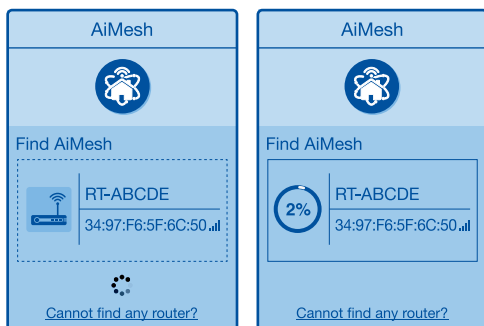 AiMesh
Find AiMesh
RT-ABCDE
34:97:F6:5F:6C:50
Cannot find any router?
AiMesh
Find AiMesh
2%
RT-ABCDE
34:97:F6:5F:6C:50
Cannot find any router?